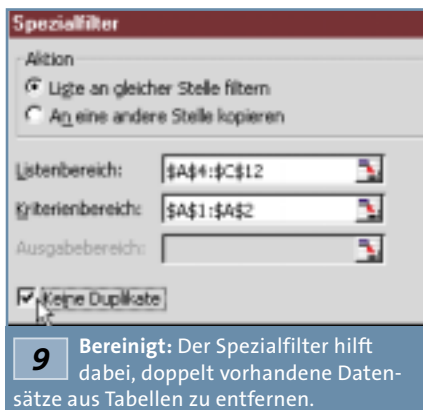 Spezialfilter
Aktion
Liste an gleicher Stelle filtern
An eine andere Stelle kopieren
Listenbereich: $A$4:$C$12
Kriterienbereich: $A$1:$A$2
Ausgabebereich:
Keine Duplikate
9 Bereinigt: Der Spezialfilter hilft
dabei, doppelt vorhandene Daten-
sätze aus Tabellen zu entfernen.